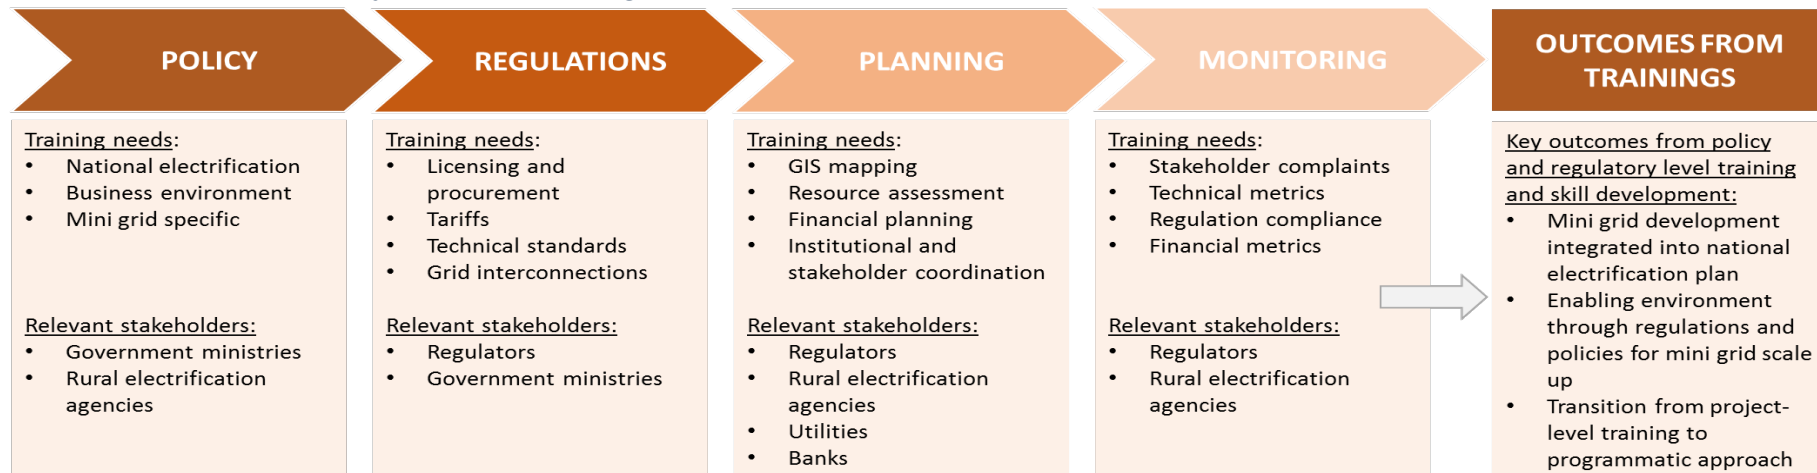 POLICY
Training needs:
• National electrification
• Business environment
• Mini grid specific
Relevant stakeholders:
• Government ministries
• Rural electrification
agencies
REGULATIONS
Training needs:
• Licensing and
procurement
• Tariffs
• Technical standards
• Grid interconnections
Relevant stakeholders:
• Regulators
• Government ministries
PLANNING
Training needs:
• GIS mapping
• Resource assessment
• Financial planning
• Institutional and
stakeholder coordination
Relevant stakeholders:
• Regulators
• Rural electrification
agencies
• Utilities
• Banks
MONITORING
Training needs:
• Stakeholder complaints
• Technical metrics
• Regulation compliance
• Financial metrics
Relevant stakeholders:
• Regulators
• Rural electrification
agencies
OUTCOMES FROM
TRAININGS
Key outcomes from policy
and regulatory level training
and skill development:
• Mini grid development
integrated into national
electrification plan
• Enabling environment
through regulations and
policies for mini grid scale
up
• Transition from project-
level training to
programmatic approach